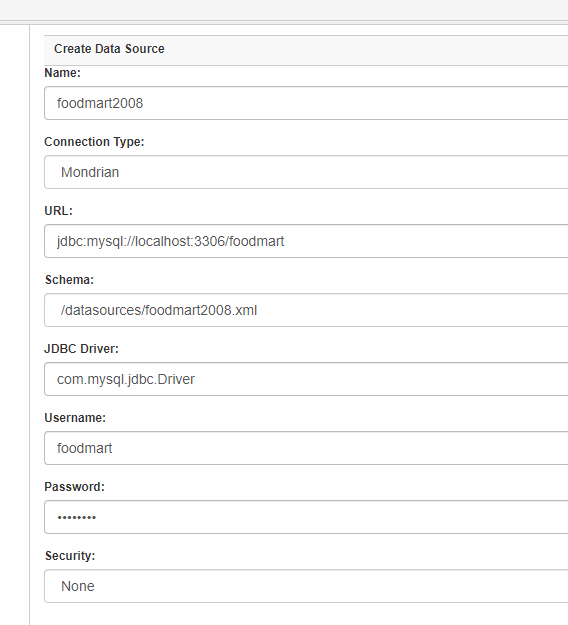 Create Data Source
Name:
foodmart2008
Connection Type:
Mondrian
URL:
jdbc:mysql://localhost:3306/foodmart
Schema:
/datasources/foodmart2008.xml
JDBC Driver:
com.mysql.jdbc.Driver
Username:
foodmart
Password:
••••••••
Security:
None